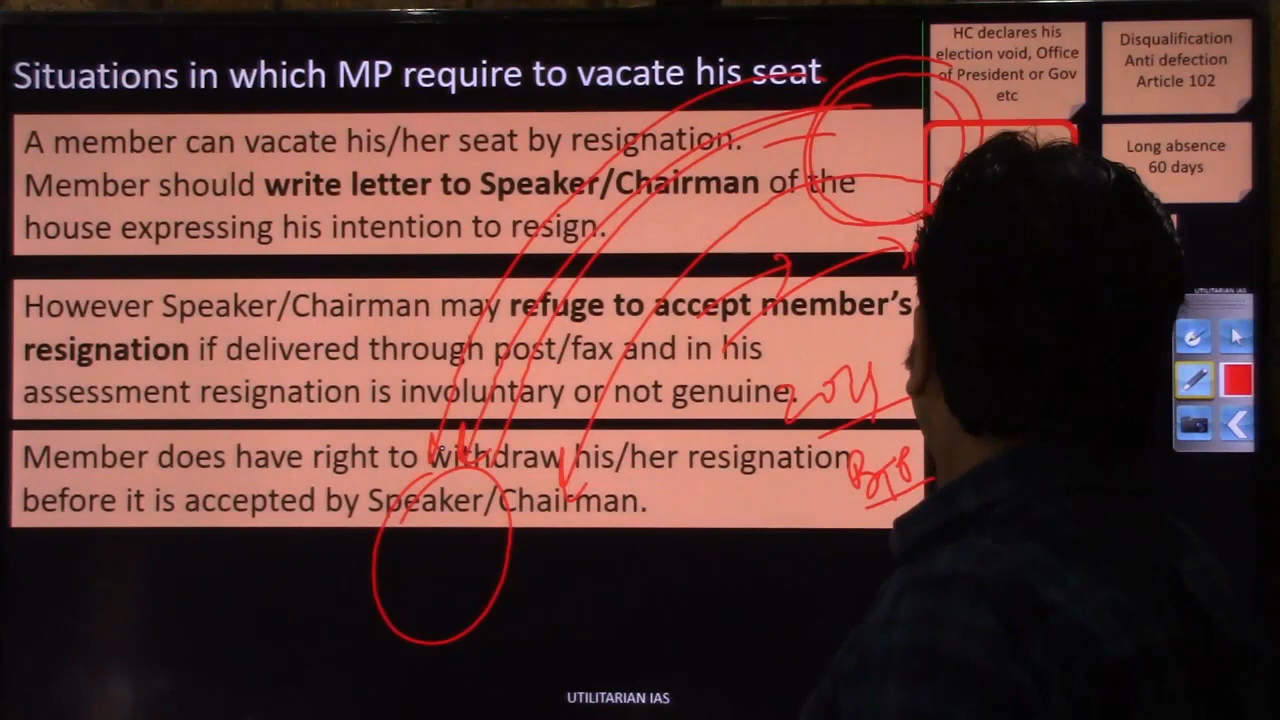 Situations in which MP require to vacate his seat
A member can vacate his/her seat by resignation.
Member should write letter to Speaker/Chairman of the
house expressing his intention to resign.
However Speaker/Chairman may refuge to accept member's
resignation if delivered through post/fax and in his
assessment resignation is involuntary or not genuine.
Member does have right to withdraw his/her resignation
before it is accepted by Speaker/Chairman.
HC declares his
election void, Office
of President or Gov
etc
Disqualification
Anti defection
Article 102
Long absence
60 days
UTILITARIAN IAS
UTILITARIAN IAS